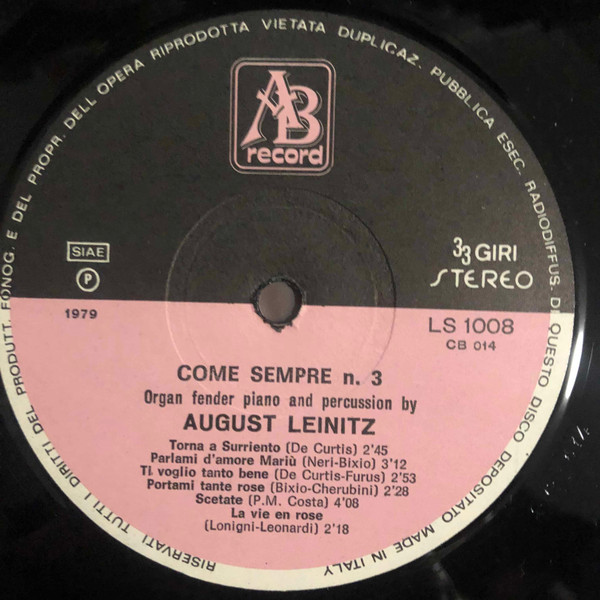 RISERVATI TUTTI I DIRITTI DEL PRODUTT. FONOG. E DEL PROPR. DELL OPERA RIPRODOTTA VIETATA DUPLICAZ. PUBBLICA ESEC. RADIODIFFUS. DI QUESTO DISCO DEPOSITATO MADE IN ITALY
AB
record
SIAE
P
33 GIRI
STEREO
1979
LS 1008
CB 014
COME SEMPRE n. 3
Organ fender piano and percussion by
AUGUST LEINITZ
Torna a Surriento (De Curtis) 2'45
Parlami d'amore Mariù (Neri-Bixio) 3'12
Ti voglio tanto bene (De Curtis-Furus) 2'53
Portami tante rose (Bixio-Cherubini) 2'28
Scetate (P.M. Costa) 4'08
La vie en rose
(Lonigni-Leonardi) 2'18